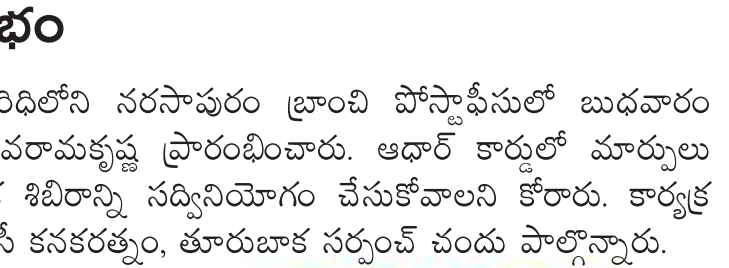 భం
రిధిలోని నరసాపురం బ్రాంచి పోస్టాఫీసులో బుధవారం
వరామకృష్ణ ప్రారంభించారు. ఆధార్ కార్డులో మార్పులు
శిబిరాన్ని సద్వినియోగం చేసుకోవాలని కోరారు. కార్యక్ర
సీ కనకరత్నం, తూరుబాక సర్పంచ్ చందు పాల్గొన్నారు.